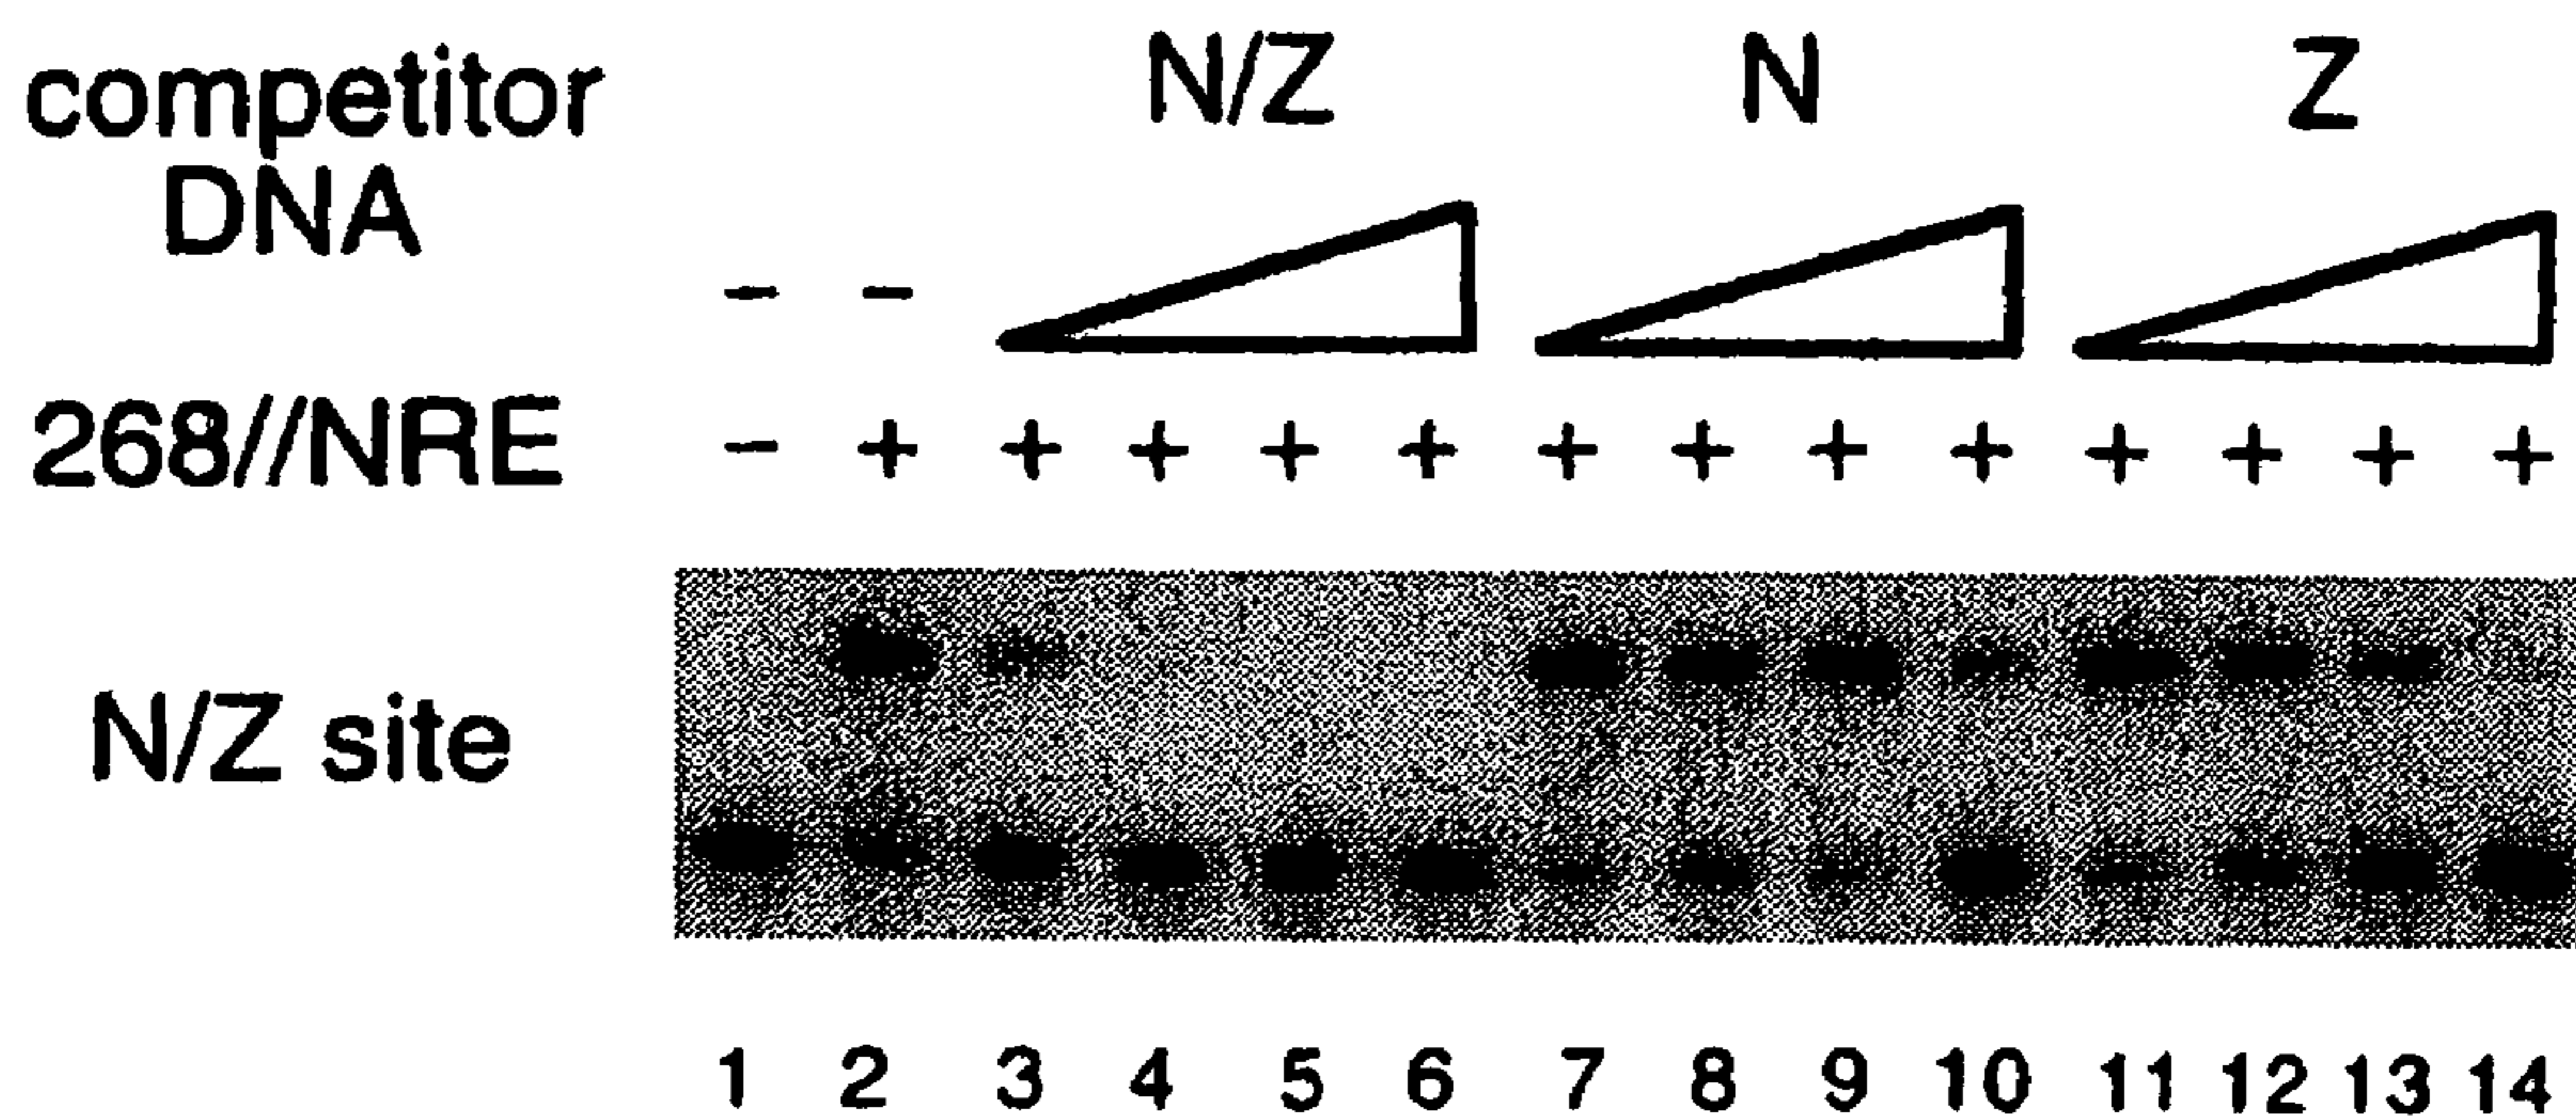 competitor DNA
N/Z N Z
- -
268//NRE - + + + + + + + + + + + + +
N/Z site
1 2 3 4 5 6 7 8 9 10 11 12 13 14